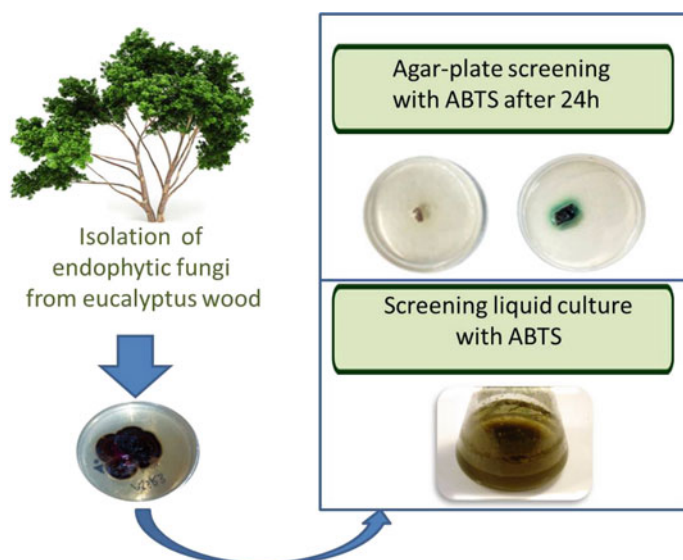 Isolation of
endophytic fungi
from eucalyptus wood
Agar-plate screening
with ABTS after 24h
Screening liquid culture
with ABTS